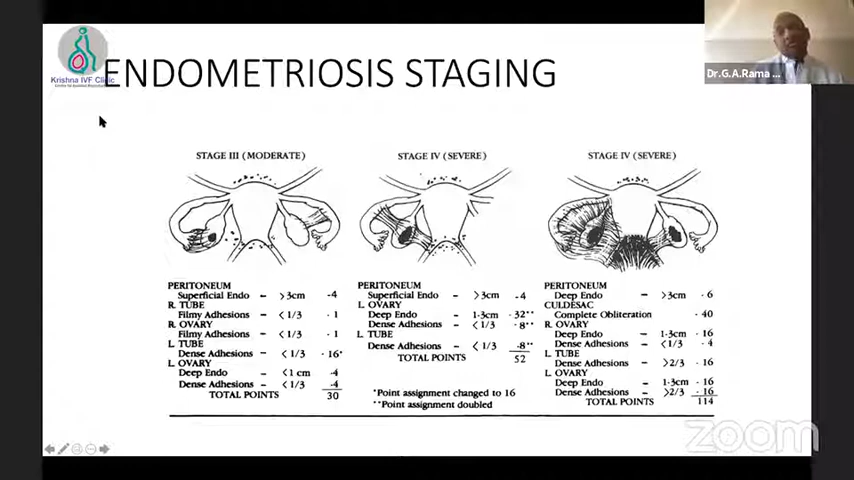 Krishna IVF Clinic
ENDOMETRIOSIS STAGING
Dr.G.A.Rama ...
STAGE III (MODERATE)
PERITONEUM
Superficial Endo – >3cm -4
R. TUBE
Filmy Adhesions – <1/3 - 1
R. OVARY
Filmy Adhesions – <1/3 - 1
L. TUBE
Dense Adhesions – <1/3 - 16*
L. OVARY
Deep Endo – <1 cm -4
Dense Adhesions – <1/3 -4
TOTAL POINTS 30
STAGE IV (SEVERE)
PERITONEUM
Superficial Endo – >3cm -4
L. OVARY
Deep Endo – 1-3cm - 32**
Dense Adhesions – <1/3 - 8**
L. TUBE
Dense Adhesions – <1/3 -8**
TOTAL POINTS 52
*Point assignment changed to 16
**Point assignment doubled
STAGE IV (SEVERE)
PERITONEUM
Deep Endo – >3cm - 6
CULDESAC
Complete Obliteration - 40
R. OVARY
Deep Endo – 1-3cm - 16
Dense Adhesions – <1/3 - 4
L. TUBE
Dense Adhesions – >2/3 - 16
L. OVARY
Deep Endo – 1-3cm - 16
Dense Adhesions – >2/3 - 16
TOTAL POINTS 114
zoom